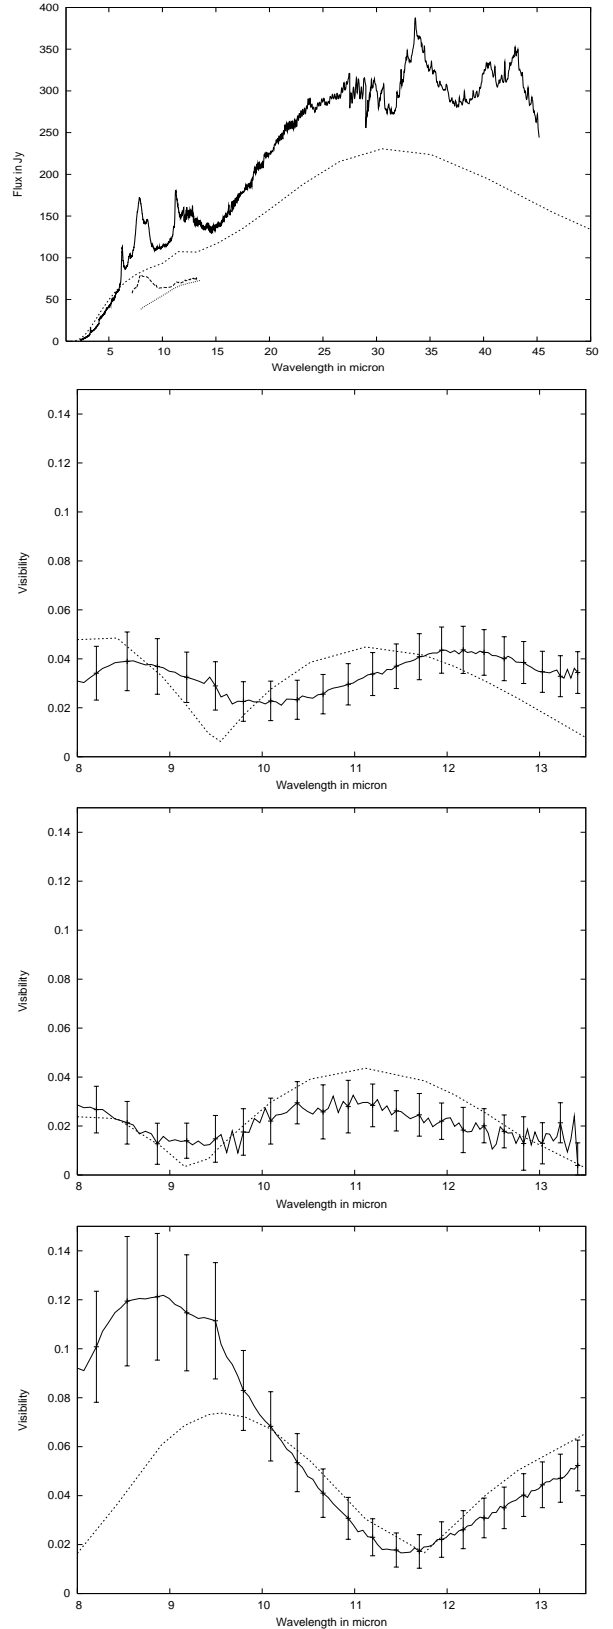 400
350
300
250
200
150
100
50
0
Flux in Jy
5 10 15 20 25 30 35 40 45 50
Wavelength in micron
0.14
0.12
0.1
0.08
0.06
0.04
0.02
0
Visibility
8 9 10 11 12 13
Wavelength in micron
0.14
0.12
0.1
0.08
0.06
0.04
0.02
0
Visibility
8 9 10 11 12 13
Wavelength in micron
0.14
0.12
0.1
0.08
0.06
0.04
0.02
0
Visibility
8 9 10 11 12 13
Wavelength in micron